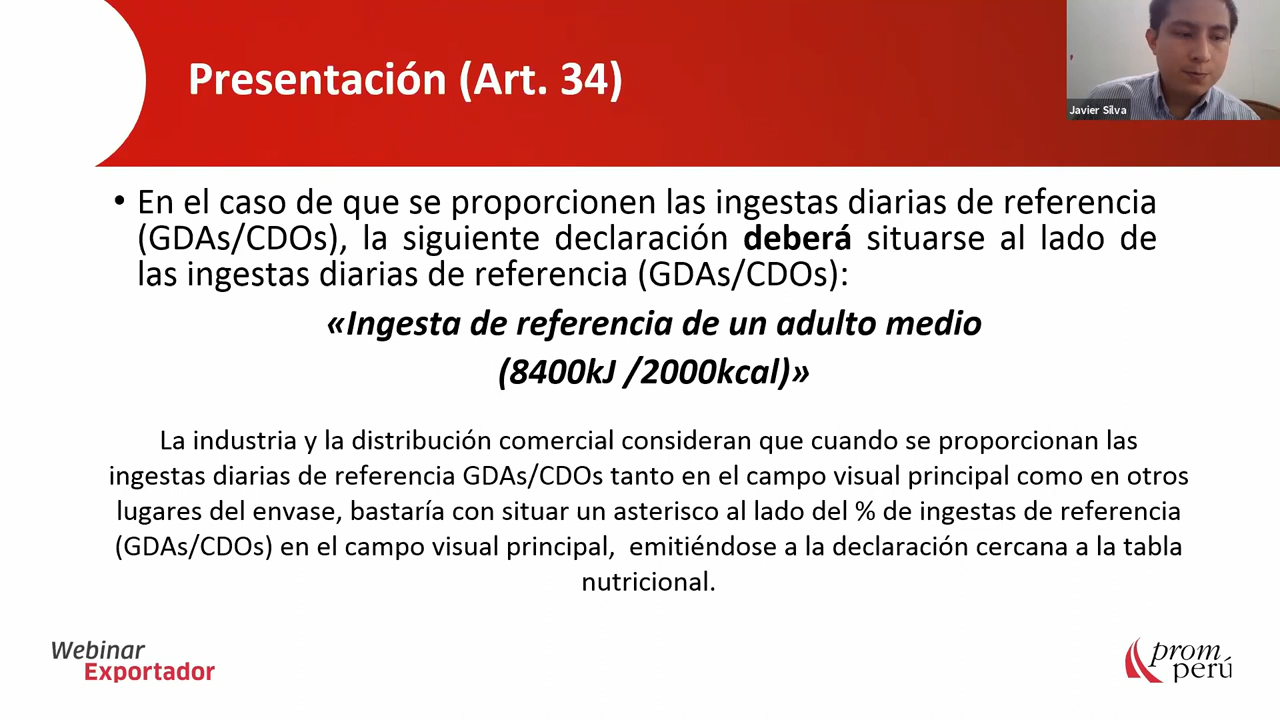 Presentación (Art. 34)
Javier Silva
• En el caso de que se proporcionen las ingestas diarias de referencia
(GDAs/CDOs), la siguiente declaración deberá situarse al lado de
las ingestas diarias de referencia (GDAs/CDOs):
«Ingesta de referencia de un adulto medio
(8400kJ /2000kcal)»
La industria y la distribución comercial consideran que cuando se proporcionan las
ingestas diarias de referencia GDAs/CDOs tanto en el campo visual principal como en otros
lugares del envase, bastaría con situar un asterisco al lado del % de ingestas de referencia
(GDAs/CDOs) en el campo visual principal, emitiéndose a la declaración cercana a la tabla
nutricional.
Webinar
Exportador
prom
perú